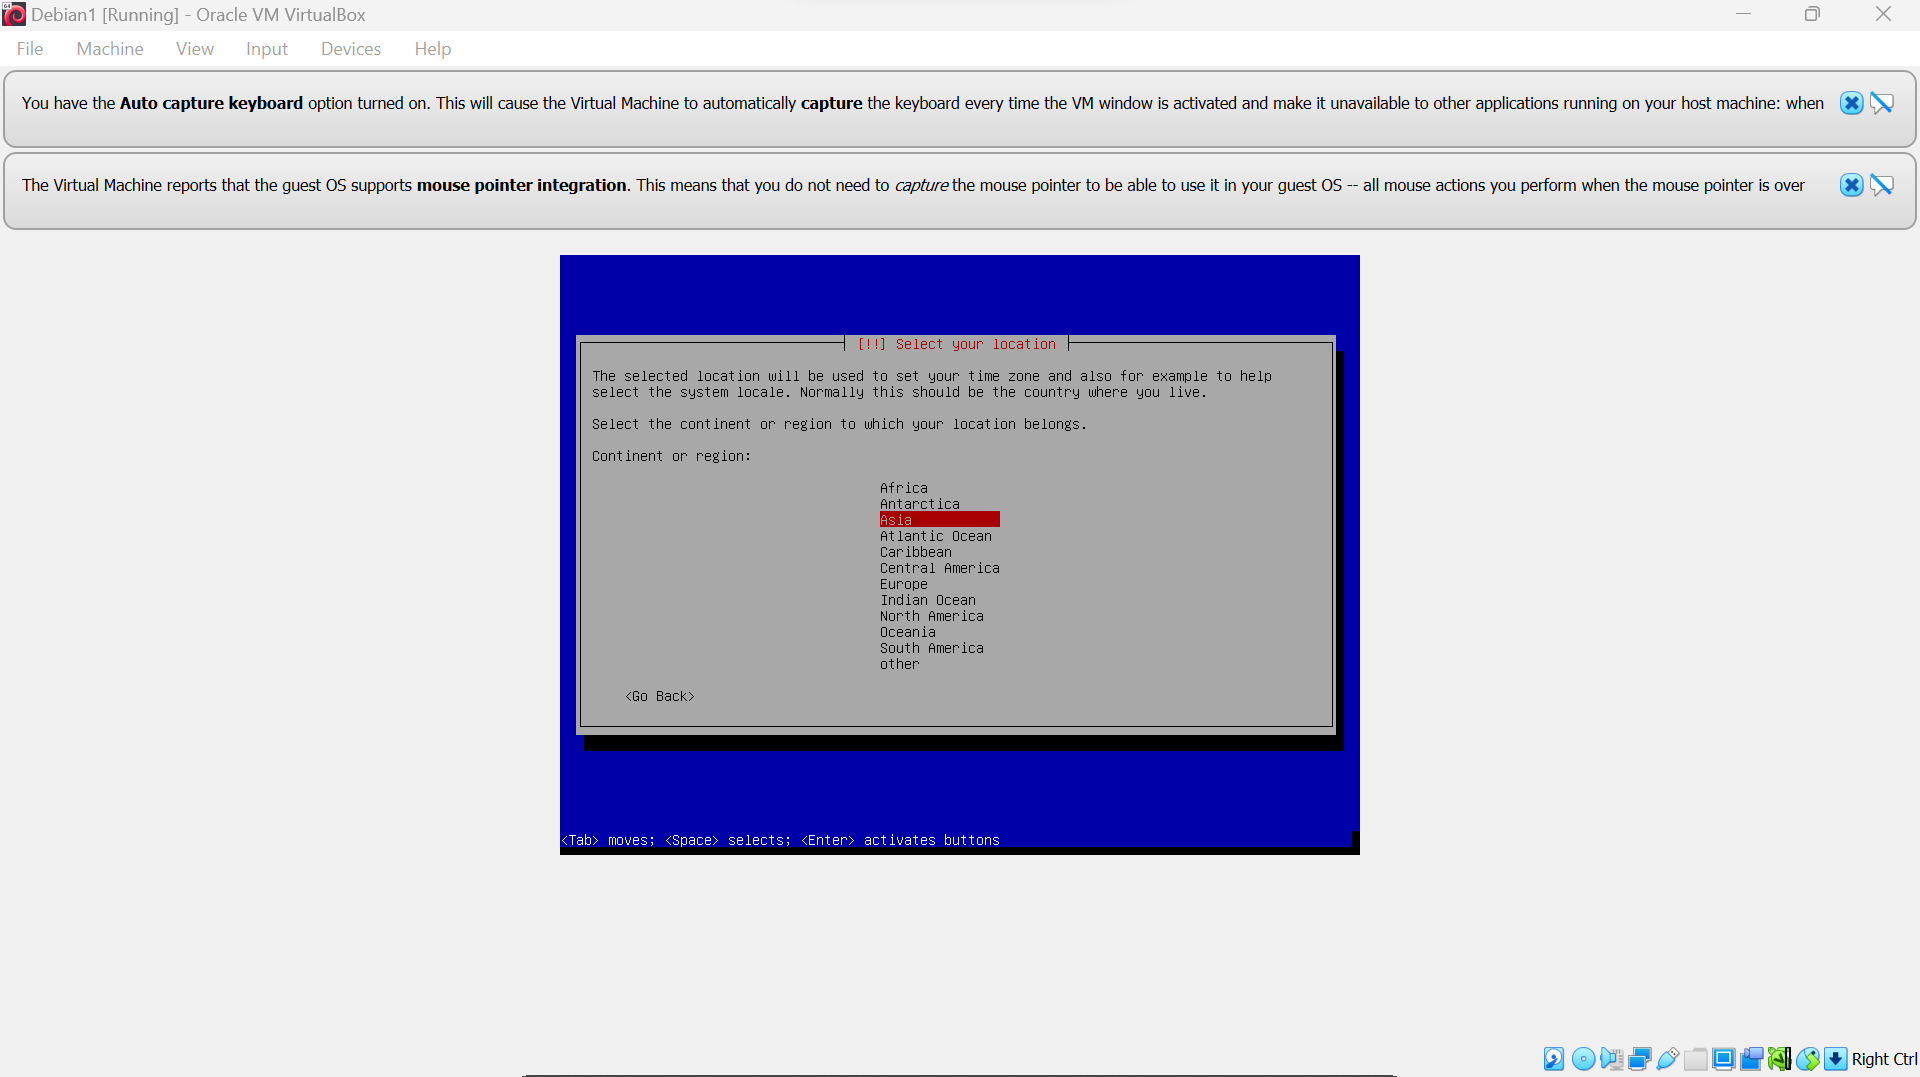 Debian1 [Running] - Oracle VM VirtualBox
File Machine View Input Devices Help
You have the Auto capture keyboard option turned on. This will cause the Virtual Machine to automatically capture the keyboard every time the VM window is activated and make it unavailable to other applications running on your host machine: when
The Virtual Machine reports that the guest OS supports mouse pointer integration. This means that you do not need to capture the mouse pointer to be able to use it in your guest OS -- all mouse actions you perform when the mouse pointer is over
[!!] Select your location
The selected location will be used to set your time zone and also for example to help
select the system locale. Normally this should be the country where you live.
Select the continent or region to which your location belongs.
Continent or region:
Africa
Antarctica
Asia
Atlantic Ocean
Caribbean
Central America
Europe
Indian Ocean
North America
Oceania
South America
other
<Go Back>
<Tab> moves; <Space> selects; <Enter> activates buttons
Right Ctrl